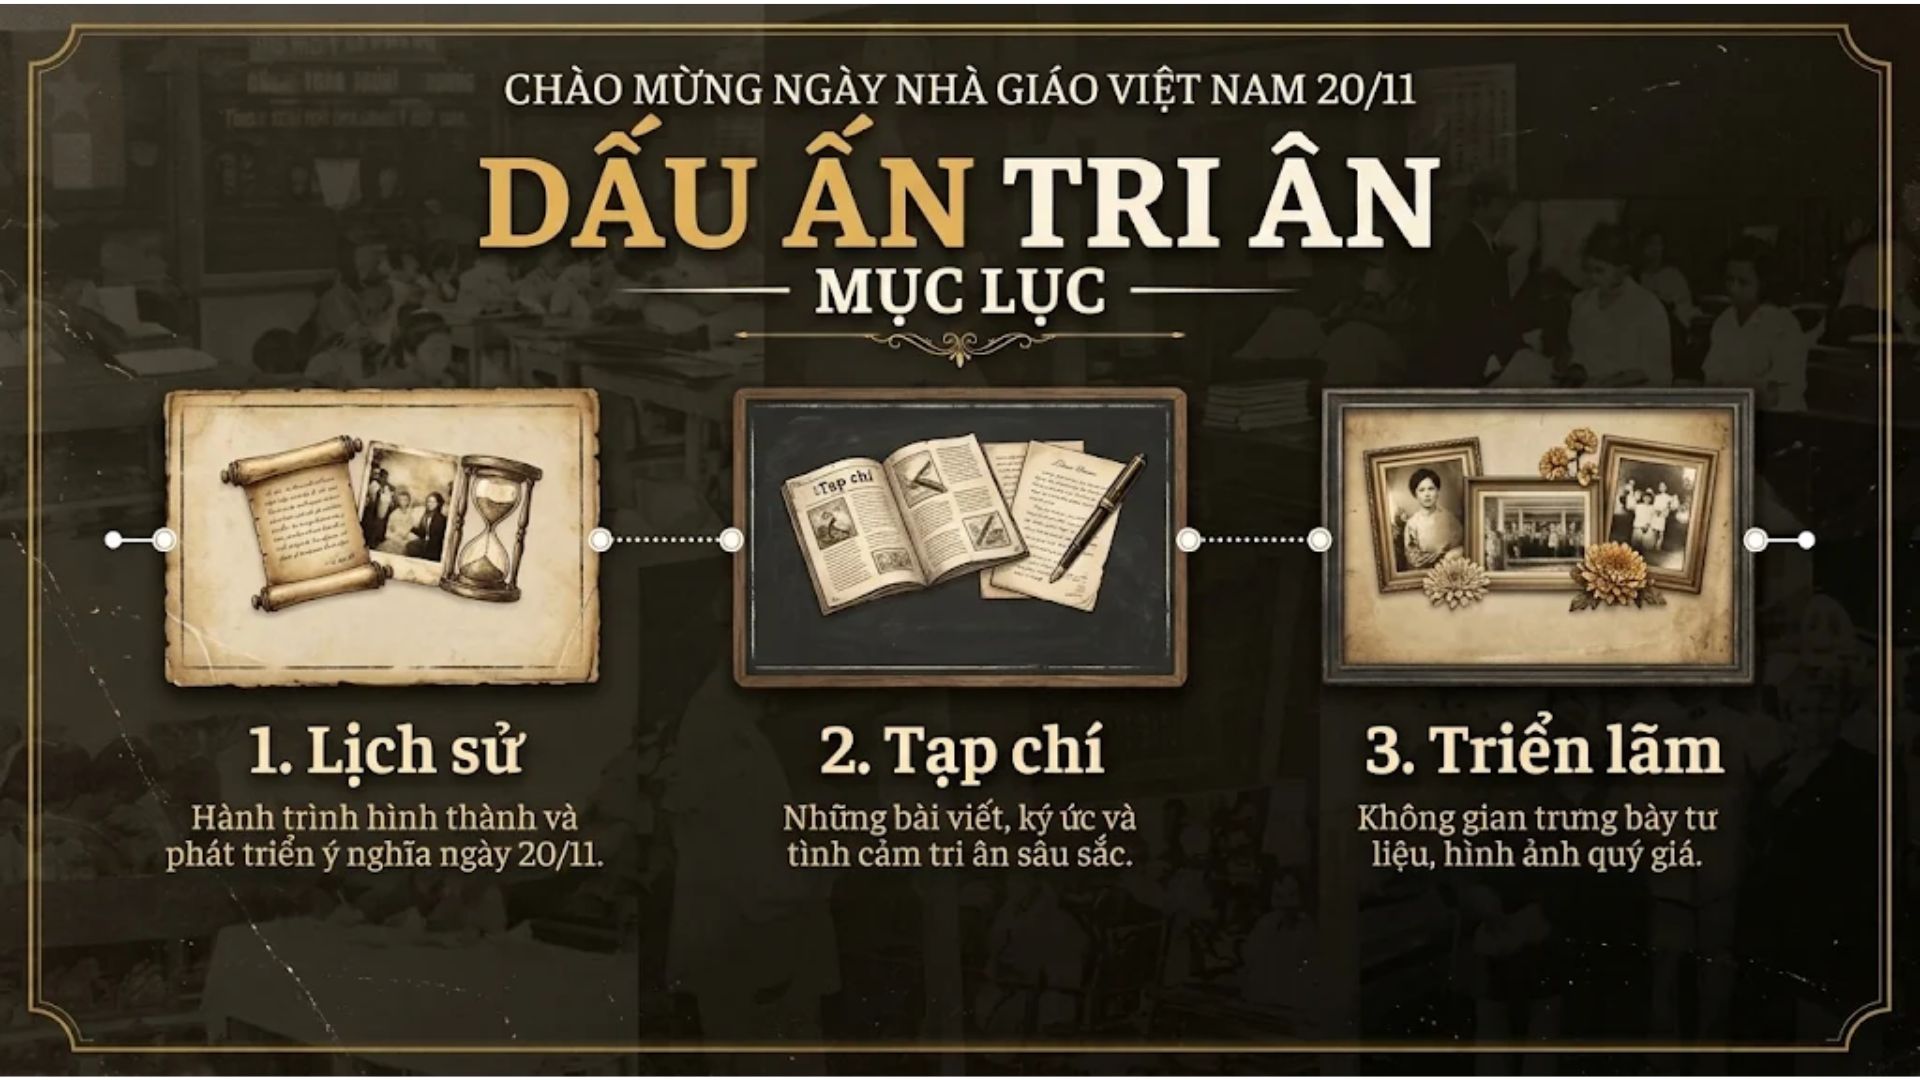 CHÀO MỪNG NGÀY NHÀ GIÁO VIỆT NAM 20/11
DẤU ẤN TRI ÂN
MỤC LỤC
Tạp chí
1. Lịch sử
Hành trình hình thành và
phát triển ý nghĩa ngày 20/11.
2. Tạp chí
Những bài viết, ký ức và
tình cảm tri ân sâu sắc.
3. Triển lãm
Không gian trưng bày tư
liệu, hình ảnh quý giá.